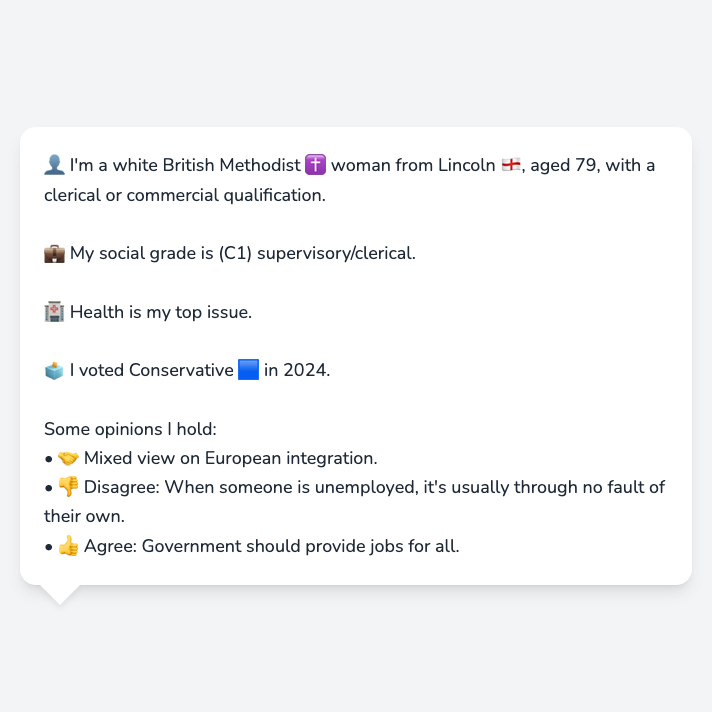 👤 I'm a white British Methodist ✝️ woman from Lincoln 🏴󠁧󠁢󠁥󠁮󠁧󠁿, aged 79, with a
clerical or commercial qualification.
💼 My social grade is (C1) supervisory/clerical.
🏥 Health is my top issue.
🗳️ I voted Conservative 🟦 in 2024.
Some opinions I hold:
• 🤝 Mixed view on European integration.
• 👎 Disagree: When someone is unemployed, it's usually through no fault of
their own.
• 👍 Agree: Government should provide jobs for all.